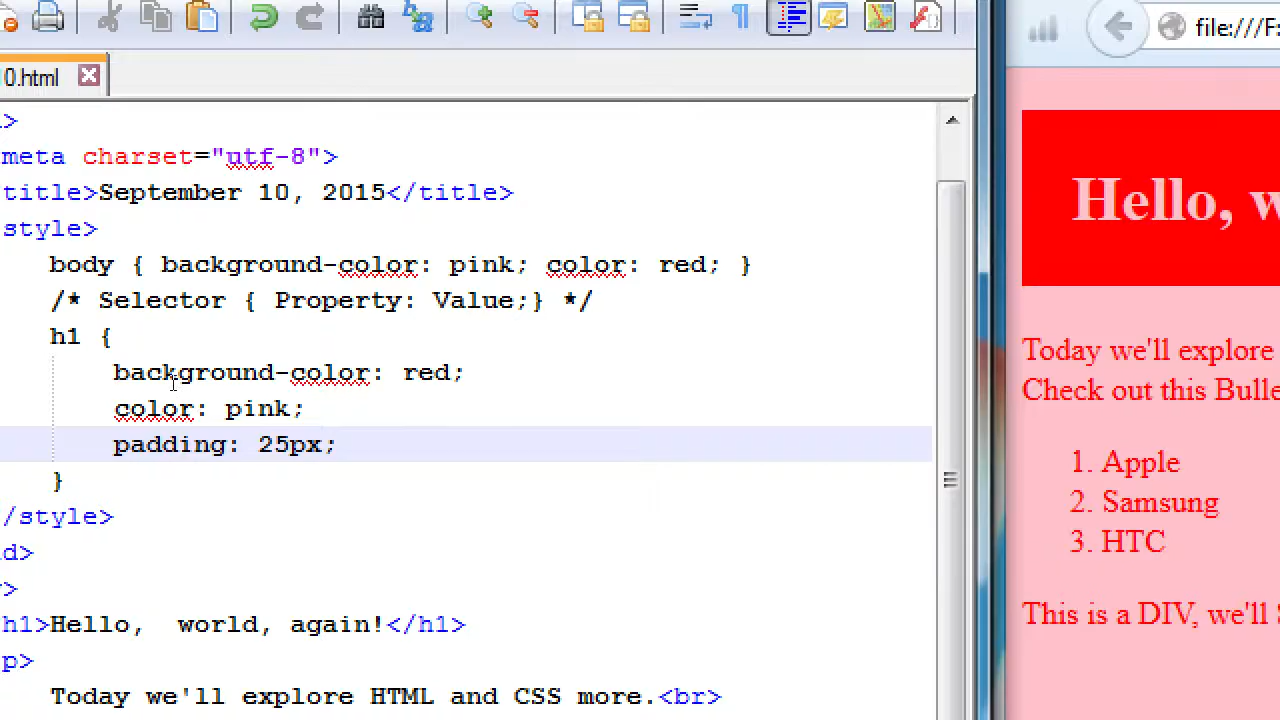 file:///F:
0.html
>
meta charset="utf-8">
title>September 10, 2015</title>
style>
body { background-color: pink; color: red; }
/* Selector { Property: Value;} */
h1 {
background-color: red;
color: pink;
padding: 25px;
}
/style>
d>
>
h1>Hello,  world, again!</h1>
p>
Today we'll explore HTML and CSS more.<br>
Hello, w
Today we'll explore
Check out this Bulle
1. Apple
2. Samsung
3. HTC
This is a DIV, we'll S